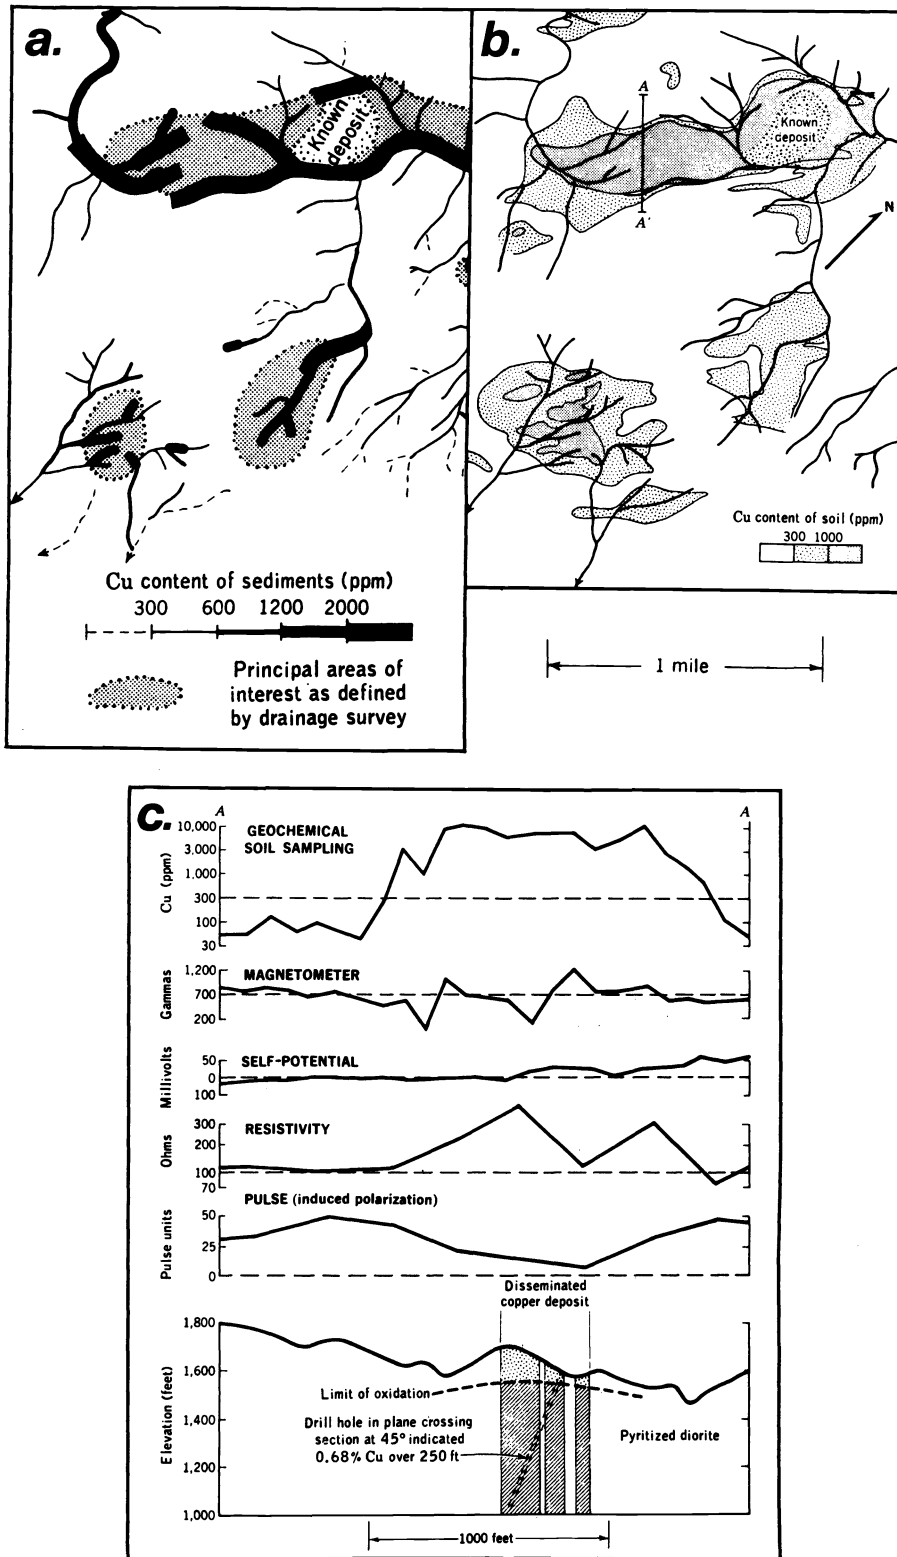 a.
Known
deposit
Cu content of sediments (ppm)
300 600 1200 2000
Principal areas of
interest as defined
by drainage survey
b.
A
Known
deposit
A'
N
Cu content of soil (ppm)
300 1000
1 mile
c.
A
A
GEOCHEMICAL
SOIL SAMPLING
Cu (ppm)
10,000
3,000
1,000
300
100
30
MAGNETOMETER
Gammas
1,200
700
200
SELF-POTENTIAL
Millivolts
50
0
100
RESISTIVITY
Ohms
300
200
100
70
PULSE (induced polarization)
Pulse units
50
25
0
Disseminated
copper deposit
Elevation (feet)
1,800
1,600
1,400
1,200
1,000
Limit of oxidation
Drill hole in plane crossing
section at 45° indicated
0.68% Cu over 250 ft
Pyritized diorite
1000 feet